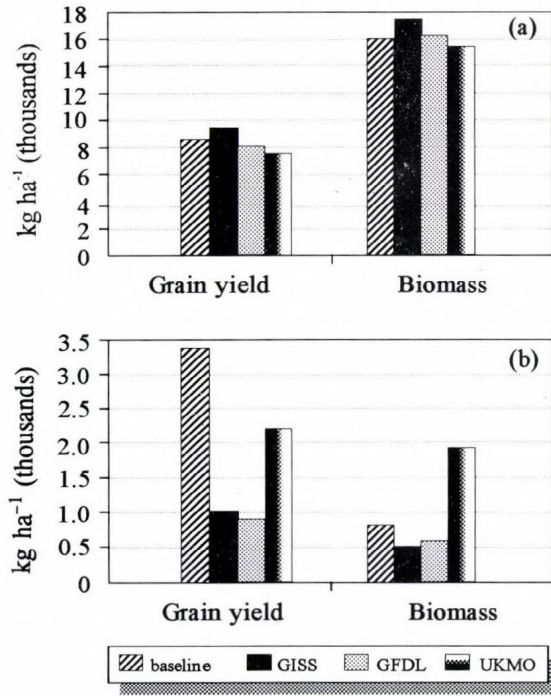 18
(a)
16
14
12
10
8
6
4
2
0
kg ha⁻¹ (thousands)
Grain yield
Biomass
3.5
(b)
3.0
2.5
2.0
1.5
1.0
0.5
0
kg ha⁻¹ (thousands)
Grain yield
Biomass
baseline GISS GFDL UKMO